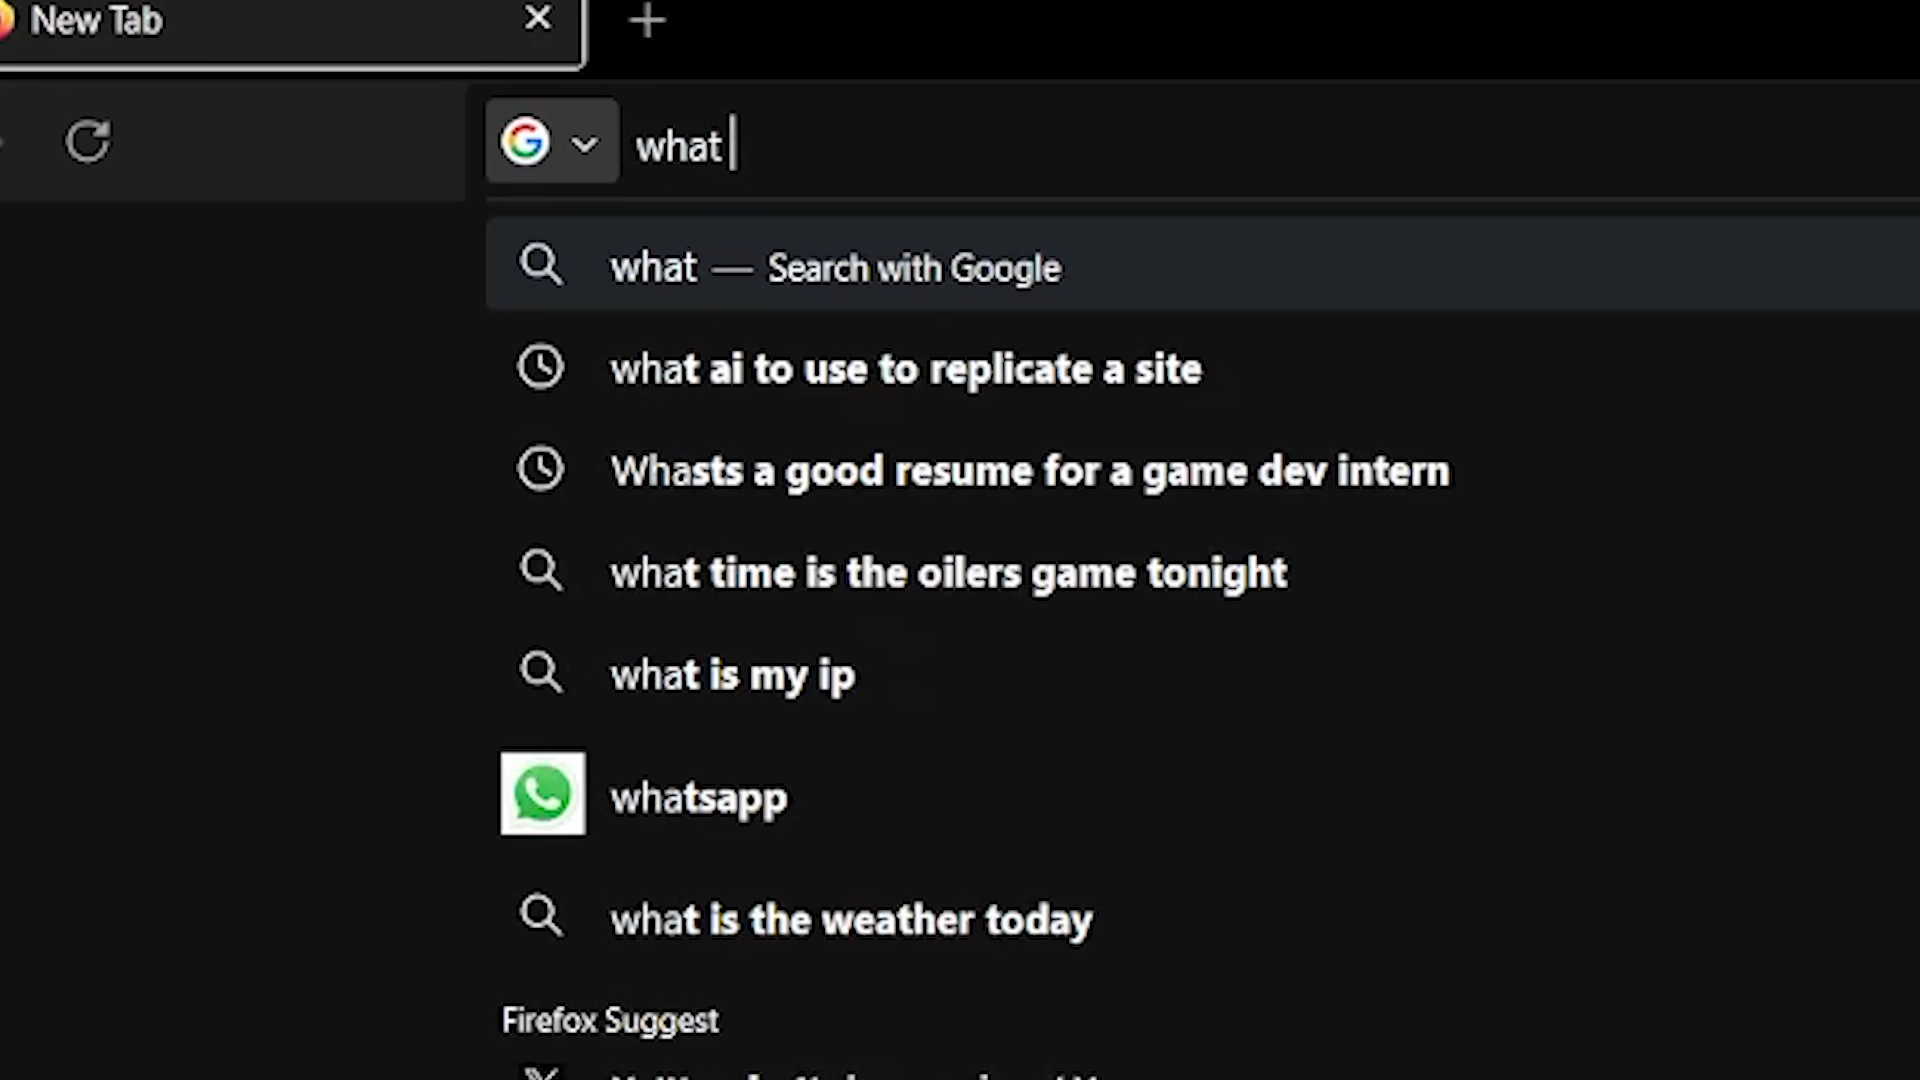 New Tab
what
what — Search with Google
what ai to use to replicate a site
Whasts a good resume for a game dev intern
what time is the oilers game tonight
what is my ip
whatsapp
what is the weather today
Firefox Suggest